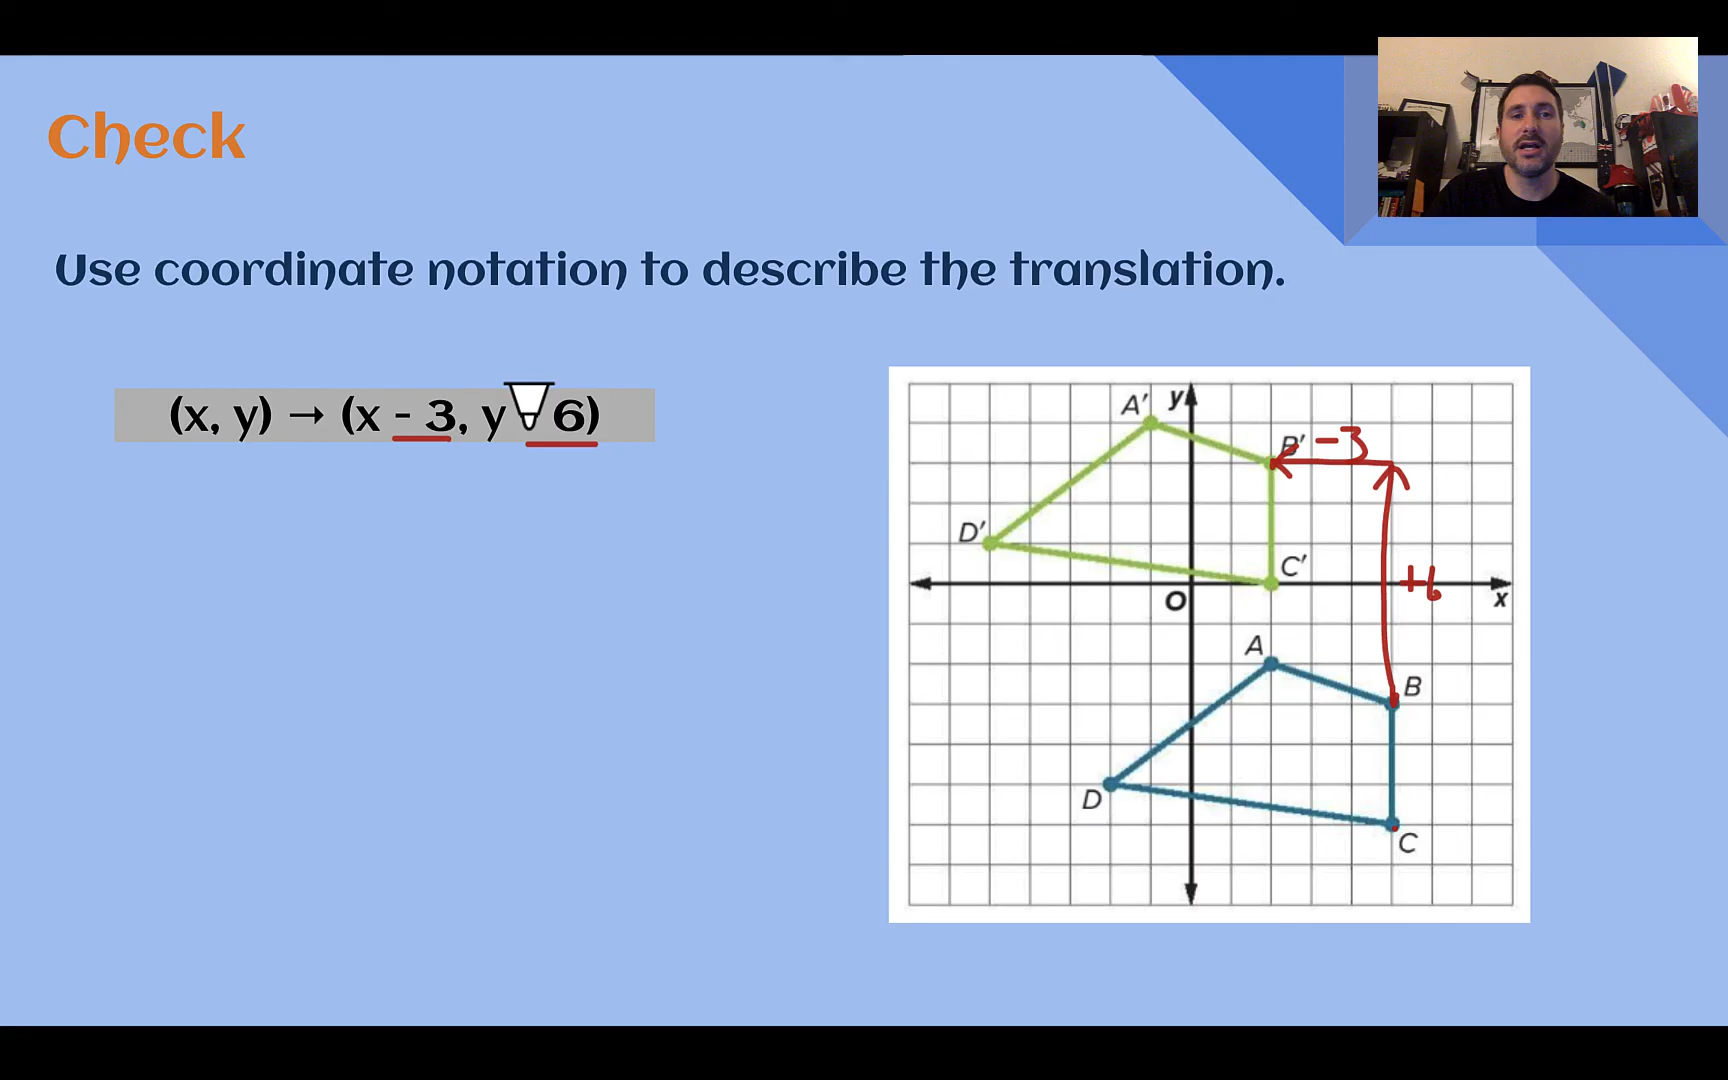 Check
Use coordinate notation to describe the translation.
(x, y) → (x - 3, y 6)
A' y
B' -3
D'
C'
O
+6
x
A
B
D
C